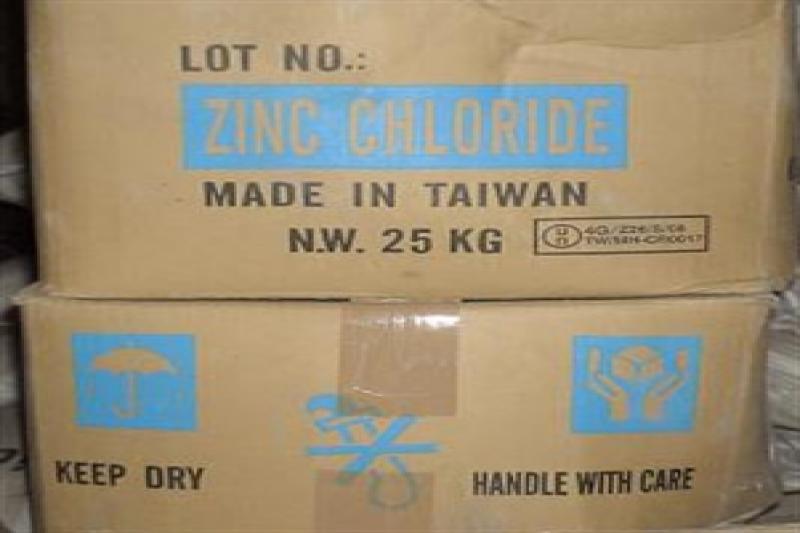 LOT NO.:
ZINC CHLORIDE
MADE IN TAIWAN
N.W. 25 KG
KEEP DRY
HANDLE WITH CARE